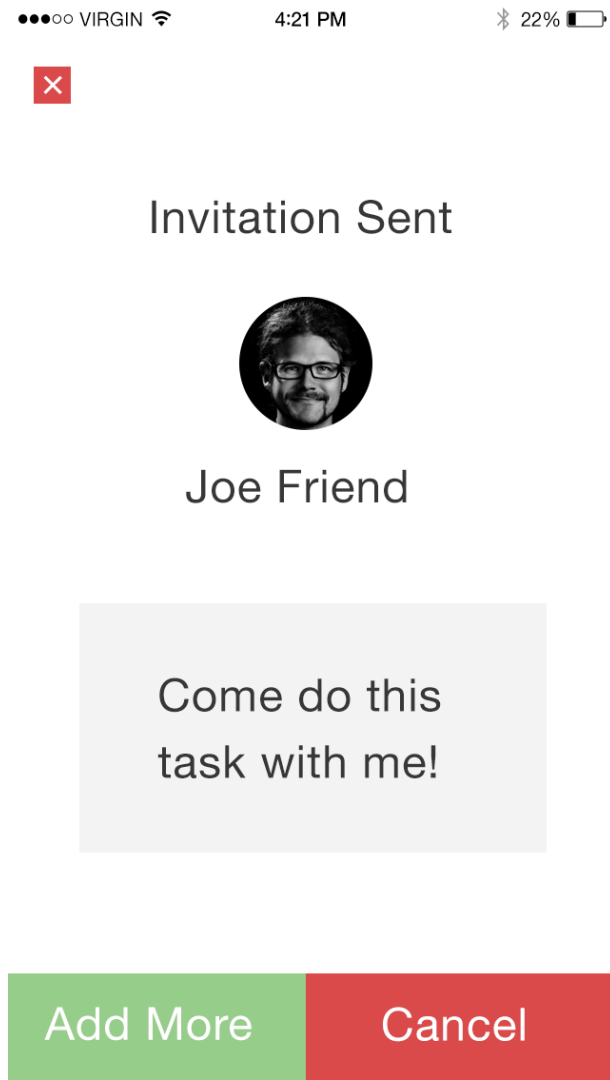 VIRGIN 4:21 PM 22%
Invitation Sent
Joe Friend
Come do this
task with me!
Add More Cancel